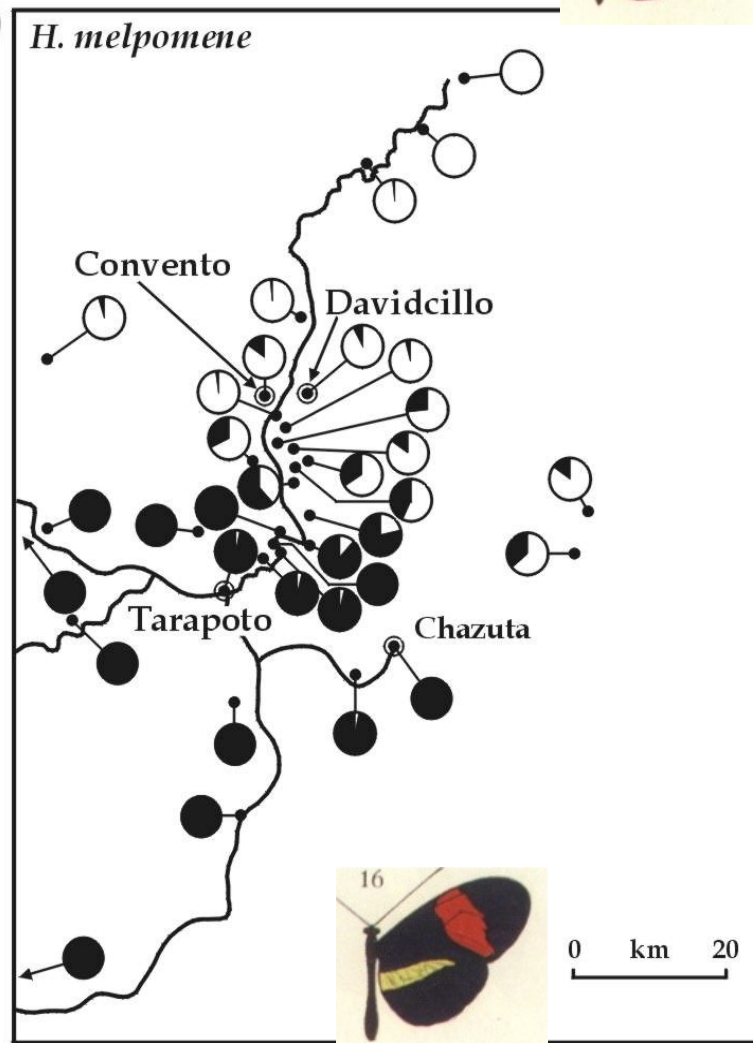 H. melpomene
Convento
Davidcillo
Tarapoto
Chazuta
16
0 km 20